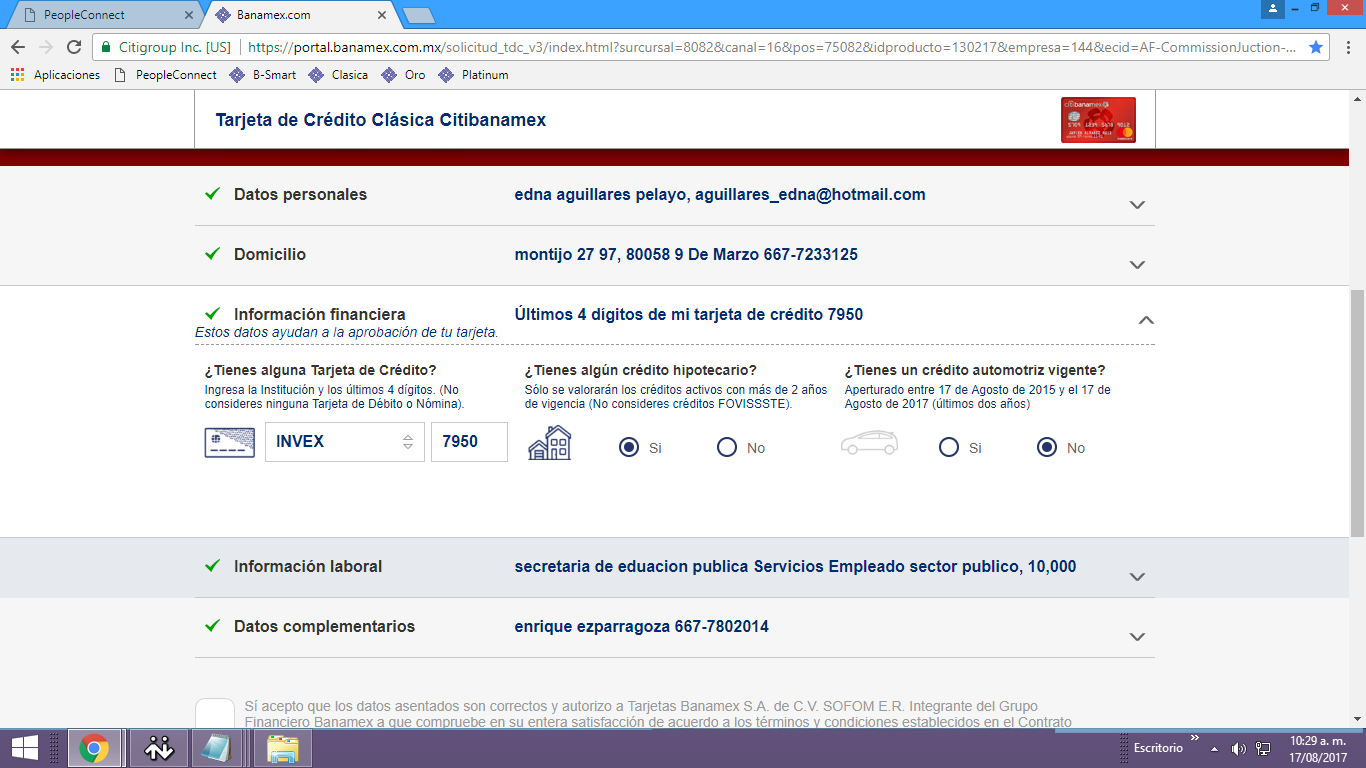 PeopleConnect
Banamex.com
Citigroup Inc. [US]
https://portal.banamex.com.mx/solicitud_tdc_v3/index.html?surcursal=8082&canal=16&pos=75082&idproducto=130217&empresa=144&ecid=AF-CommissionJuction-...
Aplicaciones PeopleConnect B-Smart Clasica Oro Platinum
Tarjeta de Crédito Clásica Citibanamex
citibanamex
Datos personales edna aguillares pelayo, aguillares_edna@hotmail.com
Domicilio montijo 27 97, 80058 9 De Marzo 667-7233125
Información financiera Últimos 4 dígitos de mi tarjeta de crédito 7950
Estos datos ayudan a la aprobación de tu tarjeta.
¿Tienes alguna Tarjeta de Crédito?
Ingresa la Institución y los últimos 4 dígitos. (No
consideres ninguna Tarjeta de Débito o Nómina).
INVEX 7950
¿Tienes algún crédito hipotecario?
Sólo se valorarán los créditos activos con más de 2 años
de vigencia (No consideres créditos FOVISSSTE).
Si No
¿Tienes un crédito automotriz vigente?
Aperturado entre 17 de Agosto de 2015 y el 17 de
Agosto de 2017 (últimos dos años)
Si No
Información laboral secretaria de eduacion publica Servicios Empleado sector publico, 10,000
Datos complementarios enrique ezparragoza 667-7802014
Sí acepto que los datos asentados son correctos y autorizo a Tarjetas Banamex S.A. de C.V. SOFOM E.R. Integrante del Grupo
Financiero Banamex a que compruebe en su entera satisfacción de acuerdo a los términos y condiciones establecidos en el Contrato
Escritorio
10:29 a. m.
17/08/2017